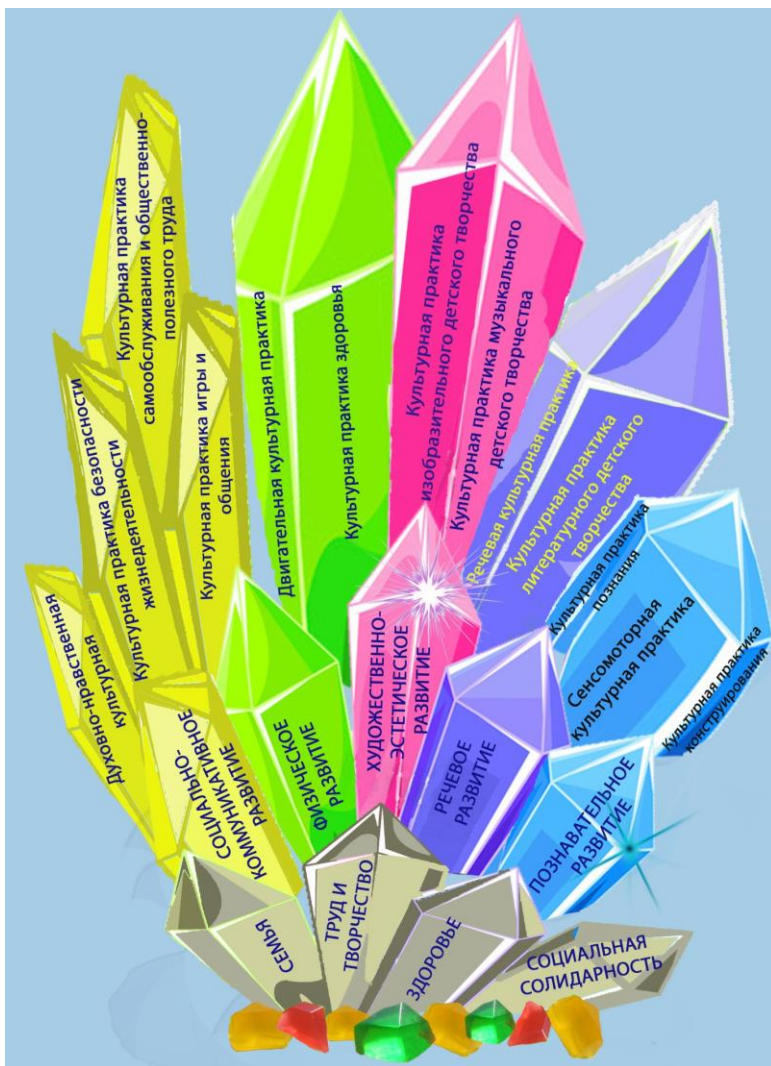 Культурная практика
самообслуживания и общественно-
полезного труда
Культурная практика безопасности
жизнедеятельности
Культурная практика игры и
общения
Духовно-нравственная
культурная
Двигательная культурная практика
Культурная практика здоровья
Культурная практика
изобразительного детского творчества
Культурная практика музыкального
детского творчества
Речевая культурная практика
Культурная практика
литературного детского
творчества
Культурная практика
познания
Сенсомоторная
культурная практика
Культурная практика
конструирования
СОЦИАЛЬНО-
КОММУНИКАТИВНОЕ
РАЗВИТИЕ
ФИЗИЧЕСКОЕ
РАЗВИТИЕ
ХУДОЖЕСТВЕННО-
ЭСТЕТИЧЕСКОЕ
РАЗВИТИЕ
РЕЧЕВОЕ
РАЗВИТИЕ
ПОЗНАВАТЕЛЬНОЕ
РАЗВИТИЕ
СЕМЬЯ
ТРУД И
ТВОРЧЕСТВО
ЗДОРОВЬЕ
СОЦИАЛЬНАЯ
СОЛИДАРНОСТЬ